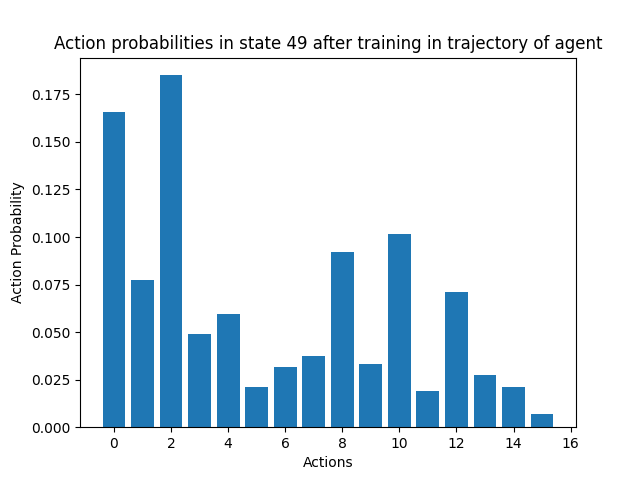 Action probabilities in state 49 after training in trajectory of agent
0.175
0.150
0.125
0.100
0.075
0.050
0.025
0.000
Action Probability
0 2 4 6 8 10 12 14 16
Actions